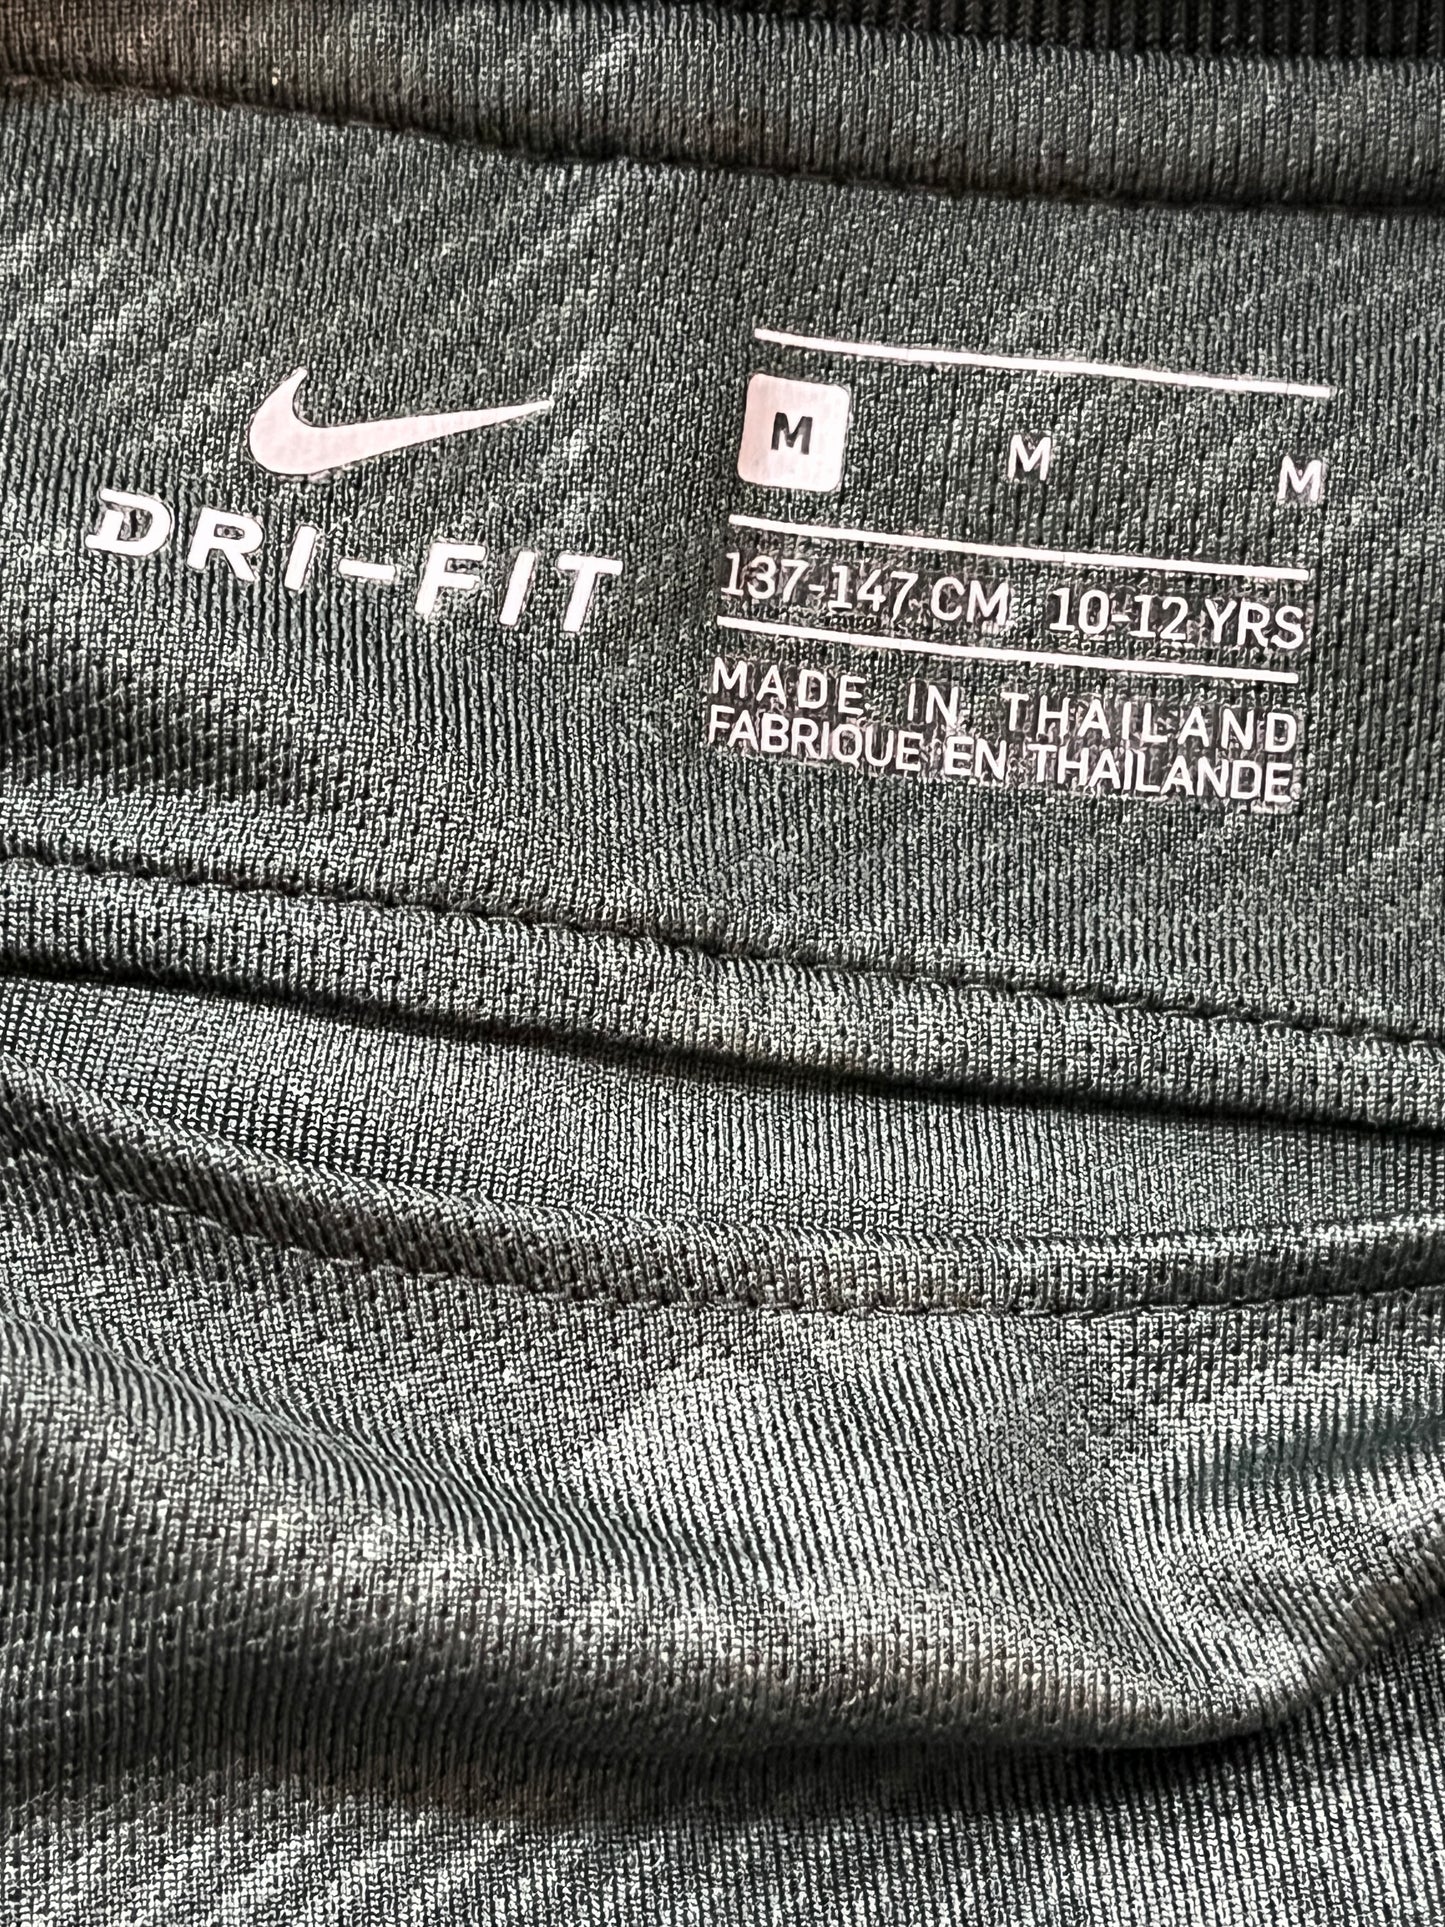 DRI-FIT
M M M
137-147 CM 10-12 YRS
MADE IN THAILAND
FABRIQUE EN THAILANDE